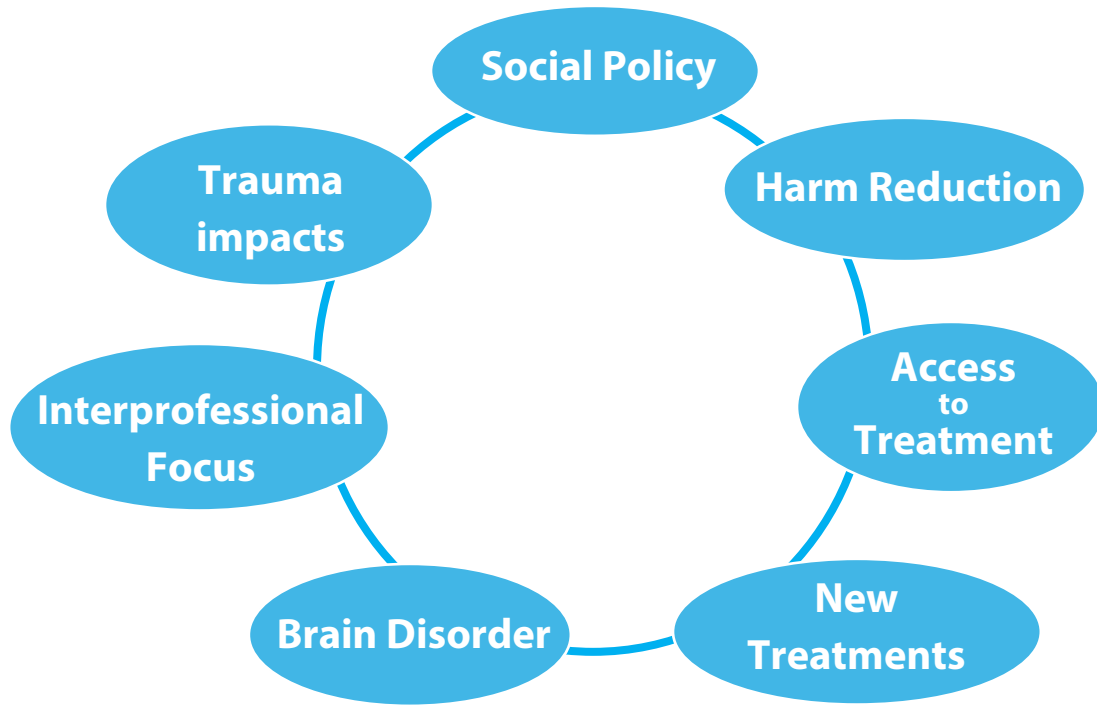 Social Policy
Harm Reduction
Access
to
Treatment
New
Treatments
Brain Disorder
Interprofessional
Focus
Trauma
impacts